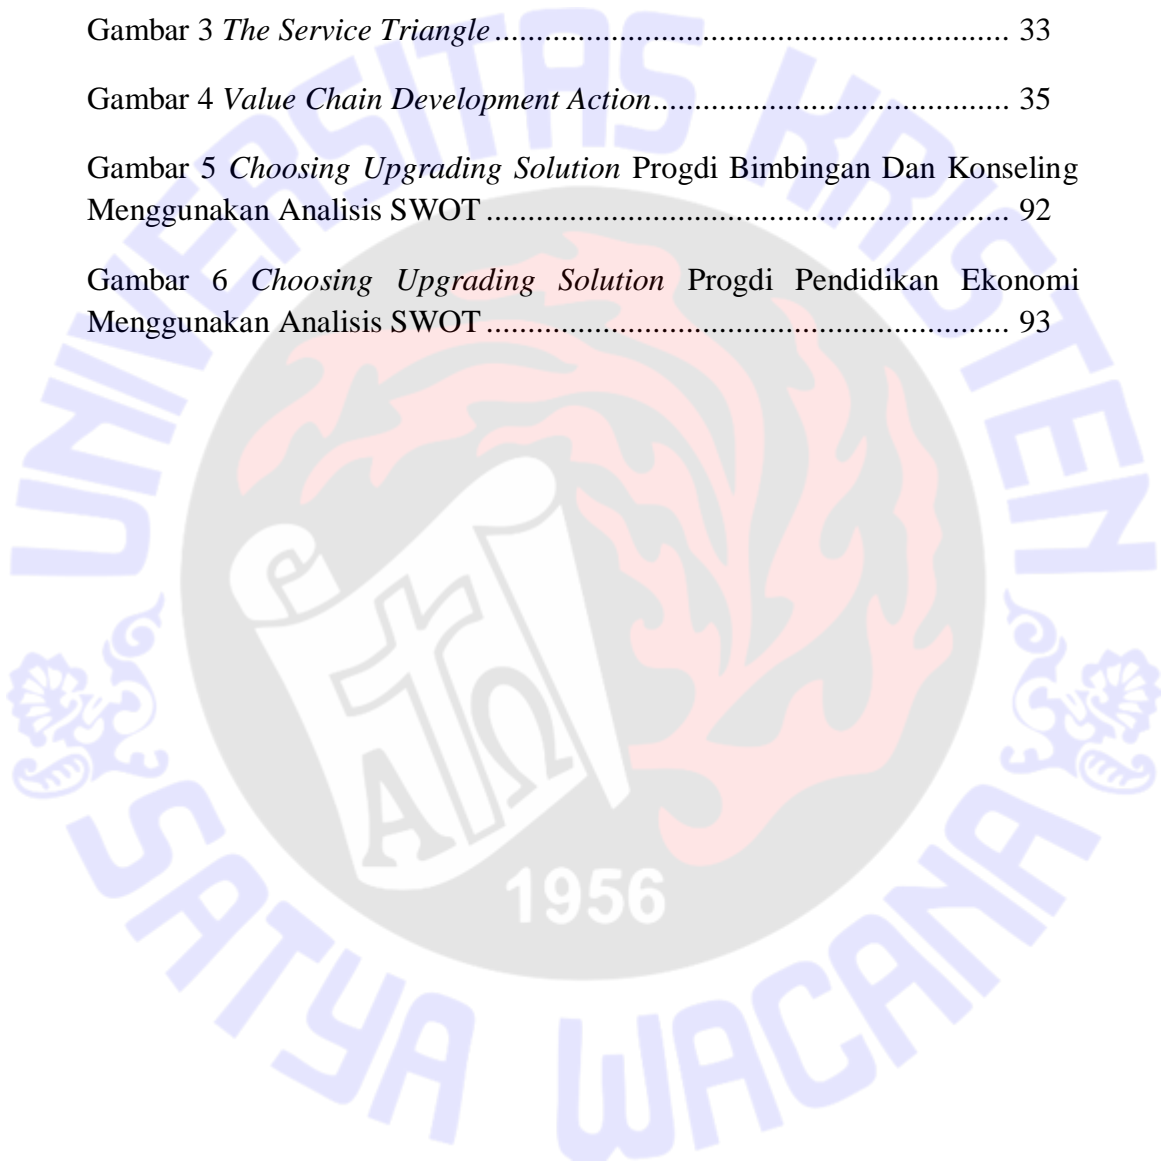 Gambar 3 The Service Triangle.............................................................. 33
Gambar 4 Value Chain Development Action........................................... 35
Gambar 5 Choosing Upgrading Solution Progdi Bimbingan Dan Konseling
Menggunakan Analisis SWOT............................................................... 92
Gambar 6 Choosing Upgrading Solution Progdi Pendidikan Ekonomi
Menggunakan Analisis SWOT............................................................... 93
UNIVERSITAS KRISTEN
A Ω
1956
SATYA WACANA